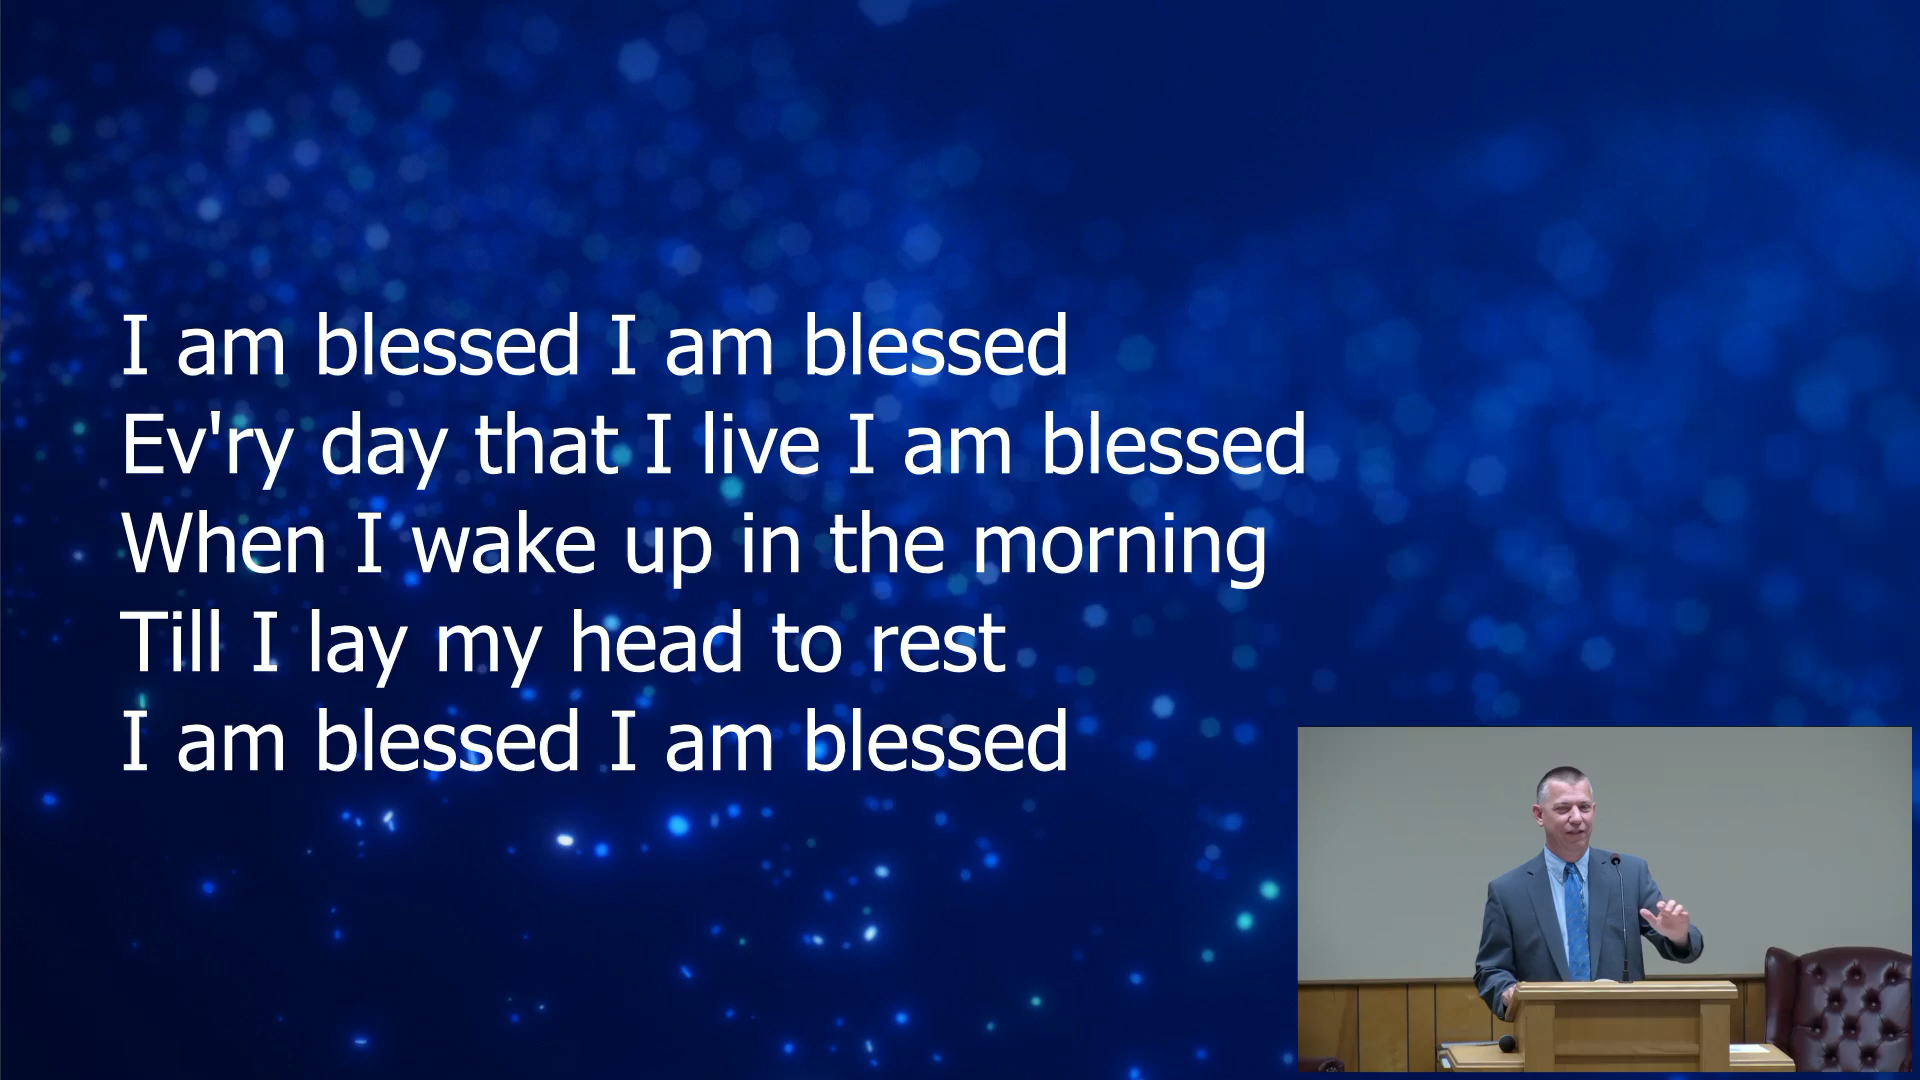 I am blessed I am blessed
Ev'ry day that I live I am blessed
When I wake up in the morning
Till I lay my head to rest
I am blessed I am blessed